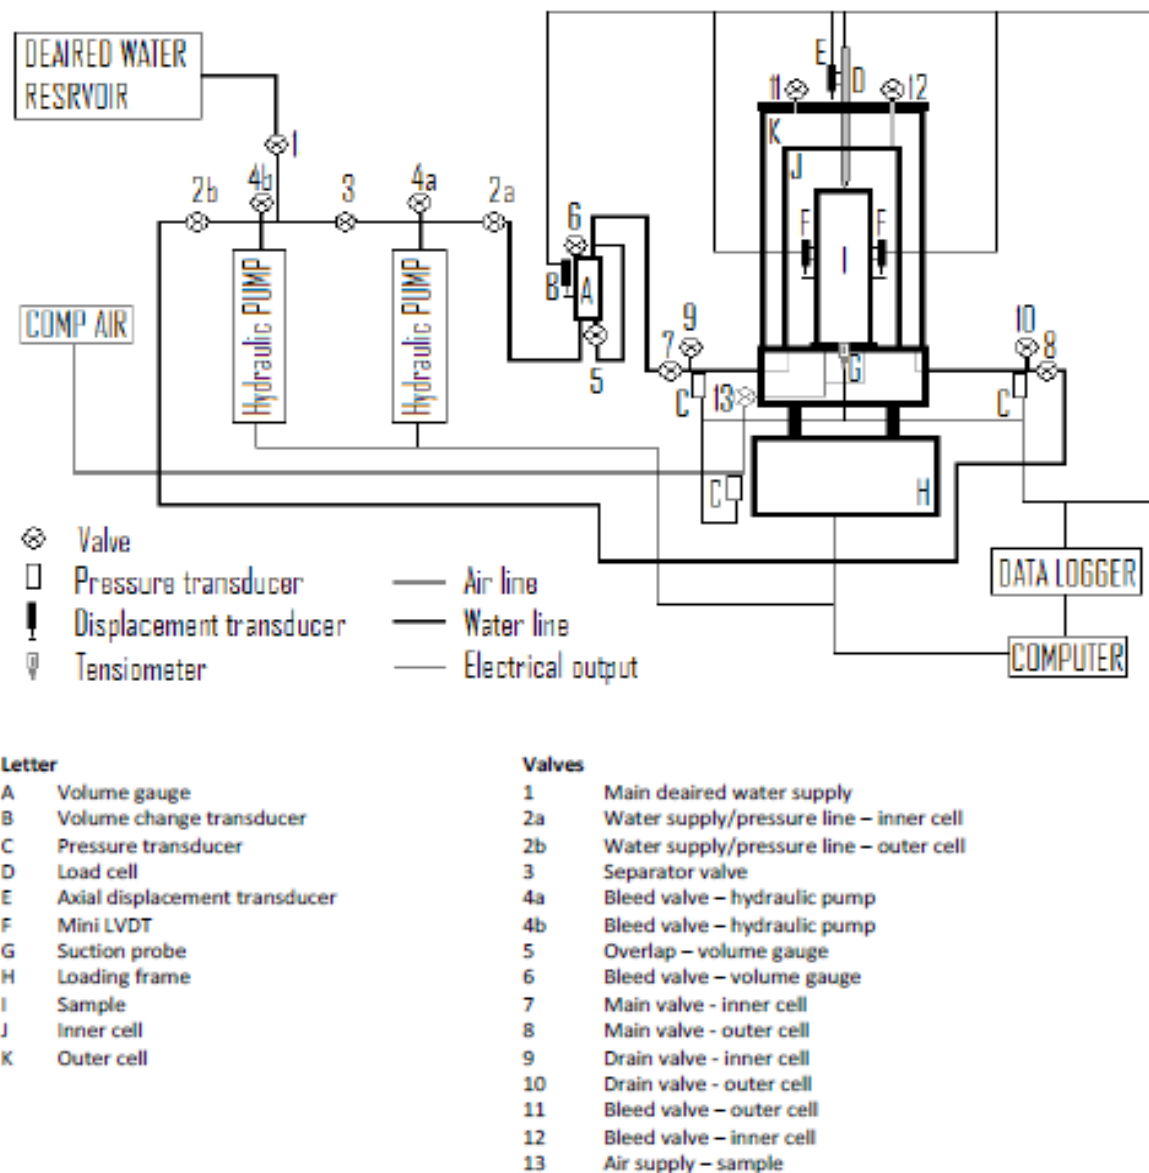 DEAIRED WATER
RESRVOIR
1
2b
4b
3
4a
2a
6
B
A
5
E
D
11
12
K
J
F
F
I
9
7
C
13
G
10
8
C
COMP AIR
Hydraulic PUMP
Hydraulic PUMP
C
H
DATA LOGGER
COMPUTER
Valve
Pressure transducer
Displacement transducer
Tensiometer
Air line
Water line
Electrical output
Letter
A Volume gauge
B Volume change transducer
C Pressure transducer
D Load cell
E Axial displacement transducer
F Mini LVDT
G Suction probe
H Loading frame
I Sample
J Inner cell
K Outer cell
Valves
1 Main deaired water supply
2a Water supply/pressure line – inner cell
2b Water supply/pressure line – outer cell
3 Separator valve
4a Bleed valve – hydraulic pump
4b Bleed valve – hydraulic pump
5 Overlap – volume gauge
6 Bleed valve – volume gauge
7 Main valve - inner cell
8 Main valve - outer cell
9 Drain valve - inner cell
10 Drain valve - outer cell
11 Bleed valve – outer cell
12 Bleed valve – inner cell
13 Air supply – sample